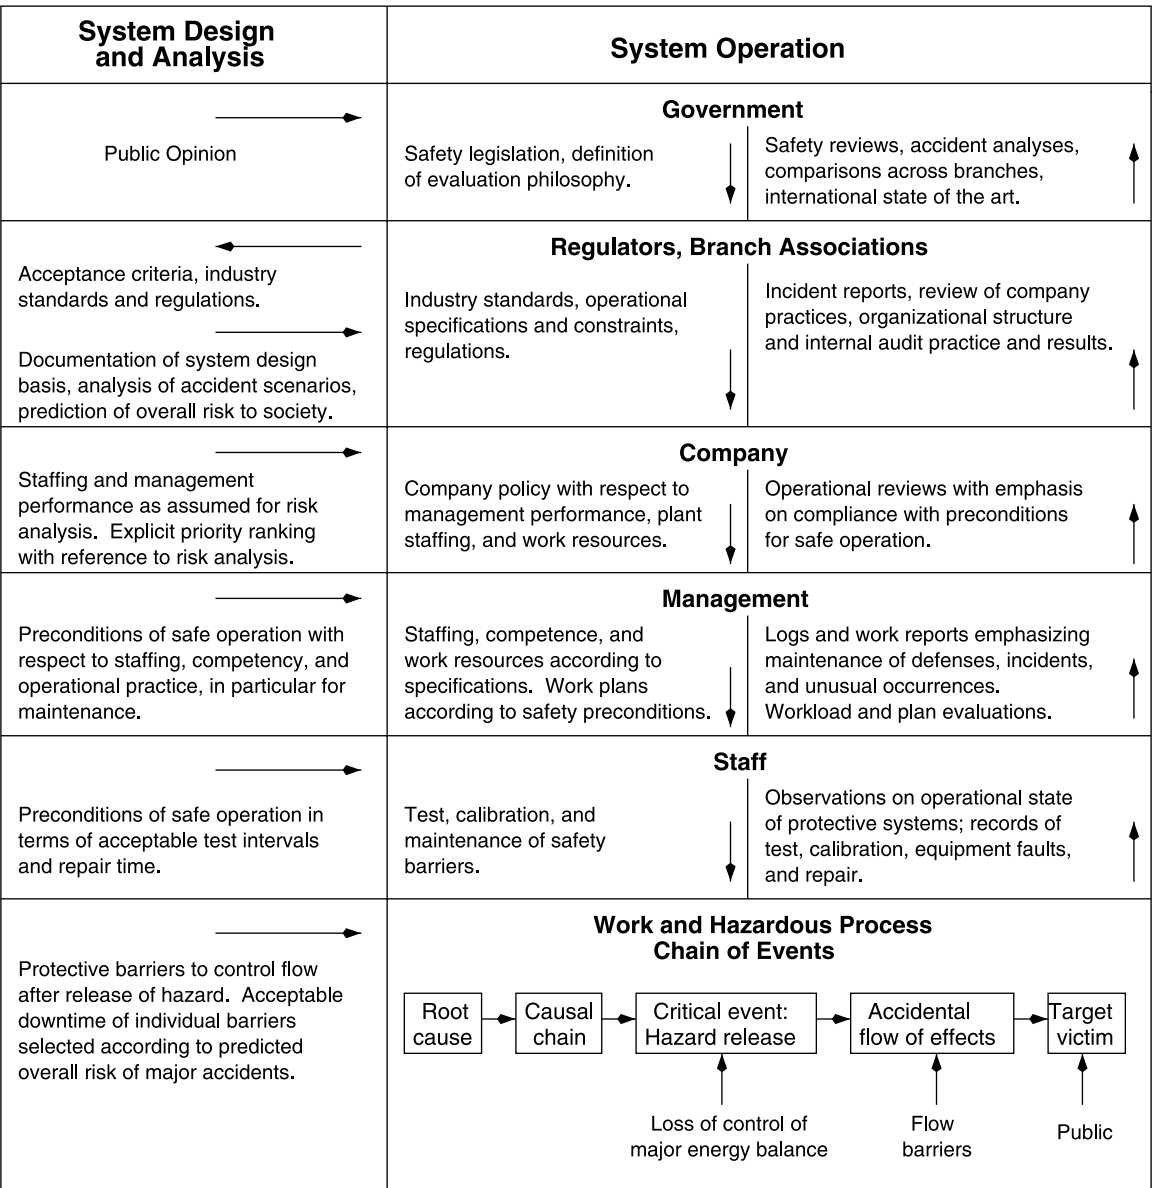 System Design
and Analysis
System Operation
Public Opinion
Government
Safety legislation, definition
of evaluation philosophy.
Safety reviews, accident analyses,
comparisons across branches,
international state of the art.
Acceptance criteria, industry
standards and regulations.
Documentation of system design
basis, analysis of accident scenarios,
prediction of overall risk to society.
Regulators, Branch Associations
Industry standards, operational
specifications and constraints,
regulations.
Incident reports, review of company
practices, organizational structure
and internal audit practice and results.
Staffing and management
performance as assumed for risk
analysis. Explicit priority ranking
with reference to risk analysis.
Company
Company policy with respect to
management performance, plant
staffing, and work resources.
Operational reviews with emphasis
on compliance with preconditions
for safe operation.
Preconditions of safe operation with
respect to staffing, competency, and
operational practice, in particular for
maintenance.
Management
Staffing, competence, and
work resources according to
specifications. Work plans
according to safety preconditions.
Logs and work reports emphasizing
maintenance of defenses, incidents,
and unusual occurrences.
Workload and plan evaluations.
Preconditions of safe operation in
terms of acceptable test intervals
and repair time.
Staff
Test, calibration, and
maintenance of safety
barriers.
Observations on operational state
of protective systems; records of
test, calibration, equipment faults,
and repair.
Protective barriers to control flow
after release of hazard. Acceptable
downtime of individual barriers
selected according to predicted
overall risk of major accidents.
Work and Hazardous Process
Chain of Events
Root
cause
Causal
chain
Critical event:
Hazard release
Accidental
flow of effects
Target
victim
Loss of control of
major energy balance
Flow
barriers
Public